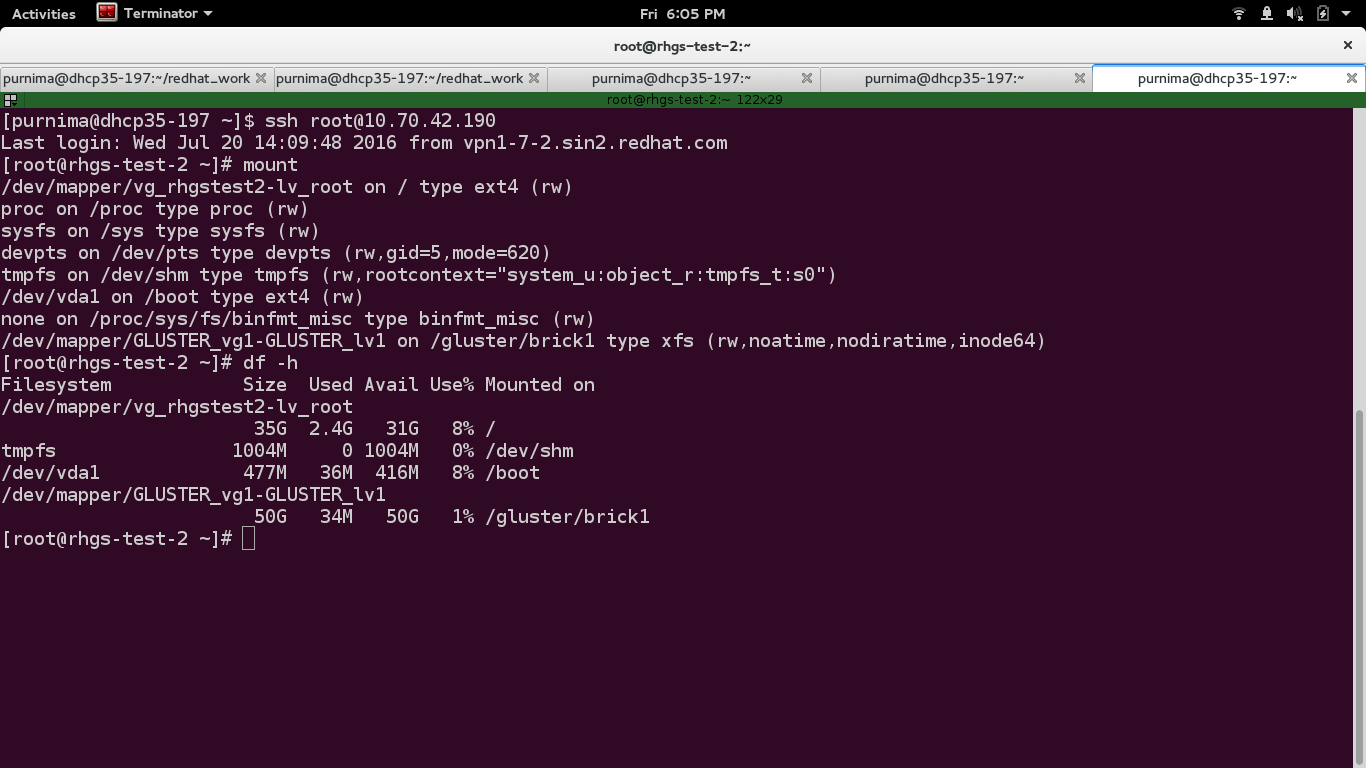 Activities Terminator Fri 6:05 PM
root@rhgs-test-2:~
purnima@dhcp35-197:~/redhat_work purnima@dhcp35-197:~/redhat_work purnima@dhcp35-197:~ purnima@dhcp35-197:~ purnima@dhcp35-197:~
root@rhgs-test-2:~ 122x29
[purnima@dhcp35-197 ~]$ ssh root@10.70.42.190
Last login: Wed Jul 20 14:09:48 2016 from vpn1-7-2.sin2.redhat.com
[root@rhgs-test-2 ~]# mount
/dev/mapper/vg_rhgstest2-lv_root on / type ext4 (rw)
proc on /proc type proc (rw)
sysfs on /sys type sysfs (rw)
devpts on /dev/pts type devpts (rw,gid=5,mode=620)
tmpfs on /dev/shm type tmpfs (rw,rootcontext="system_u:object_r:tmpfs_t:s0")
/dev/vda1 on /boot type ext4 (rw)
none on /proc/sys/fs/binfmt_misc type binfmt_misc (rw)
/dev/mapper/GLUSTER_vg1-GLUSTER_lv1 on /gluster/brick1 type xfs (rw,noatime,nodiratime,inode64)
[root@rhgs-test-2 ~]# df -h
Filesystem            Size  Used Avail Use% Mounted on
/dev/mapper/vg_rhgstest2-lv_root
                       35G  2.4G   31G   8% /
tmpfs                1004M     0 1004M   0% /dev/shm
/dev/vda1             477M   36M  416M   8% /boot
/dev/mapper/GLUSTER_vg1-GLUSTER_lv1
                       50G   34M   50G   1% /gluster/brick1
[root@rhgs-test-2 ~]#